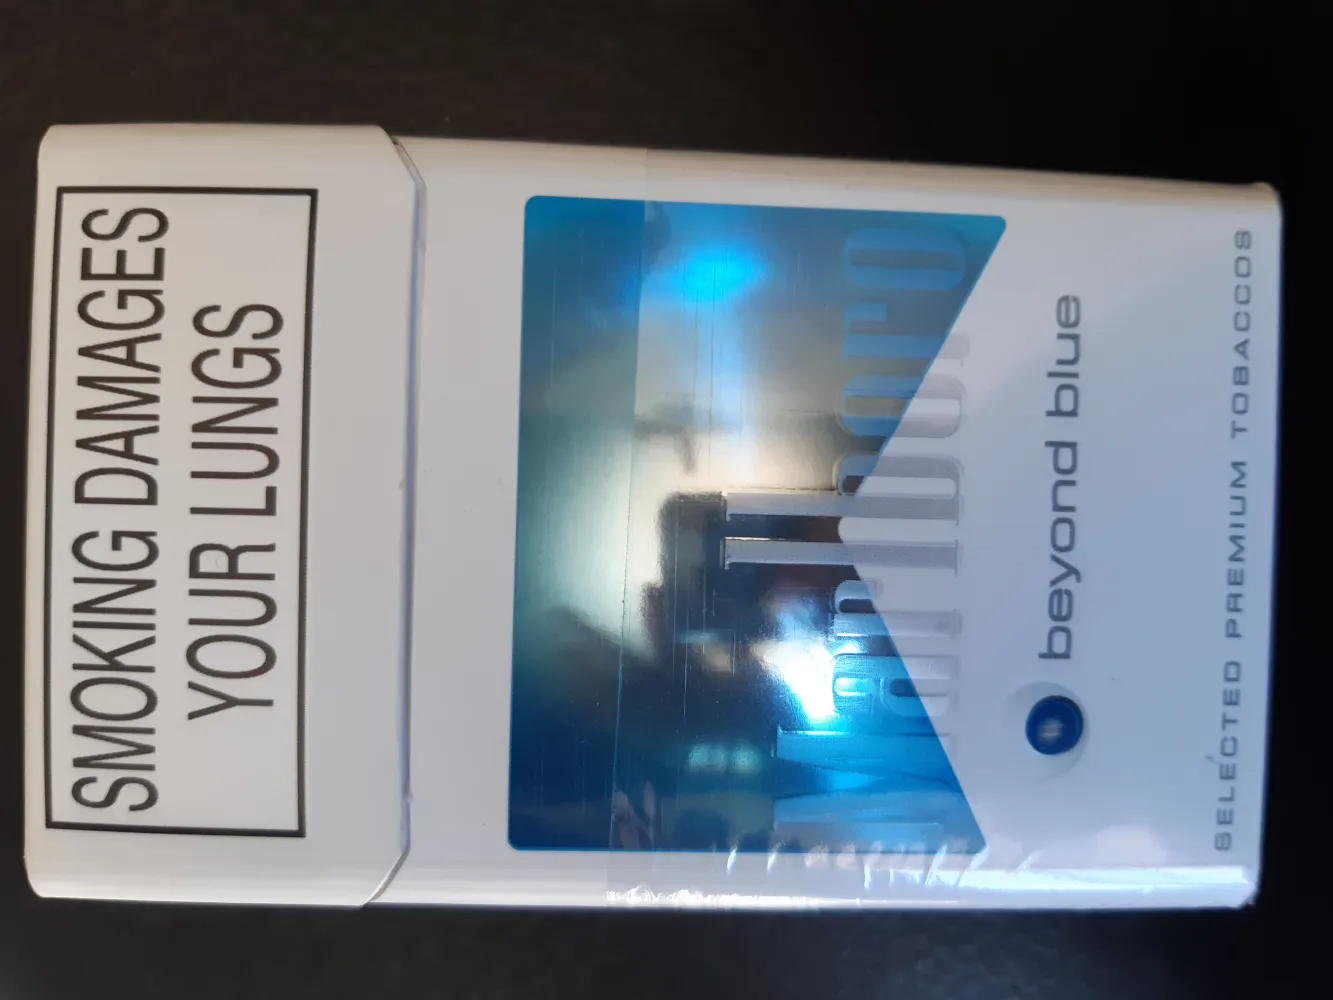 SMOKING DAMAGES
YOUR LUNGS
Marlboro
beyond blue
SELECTED PREMIUM TOBACCOS